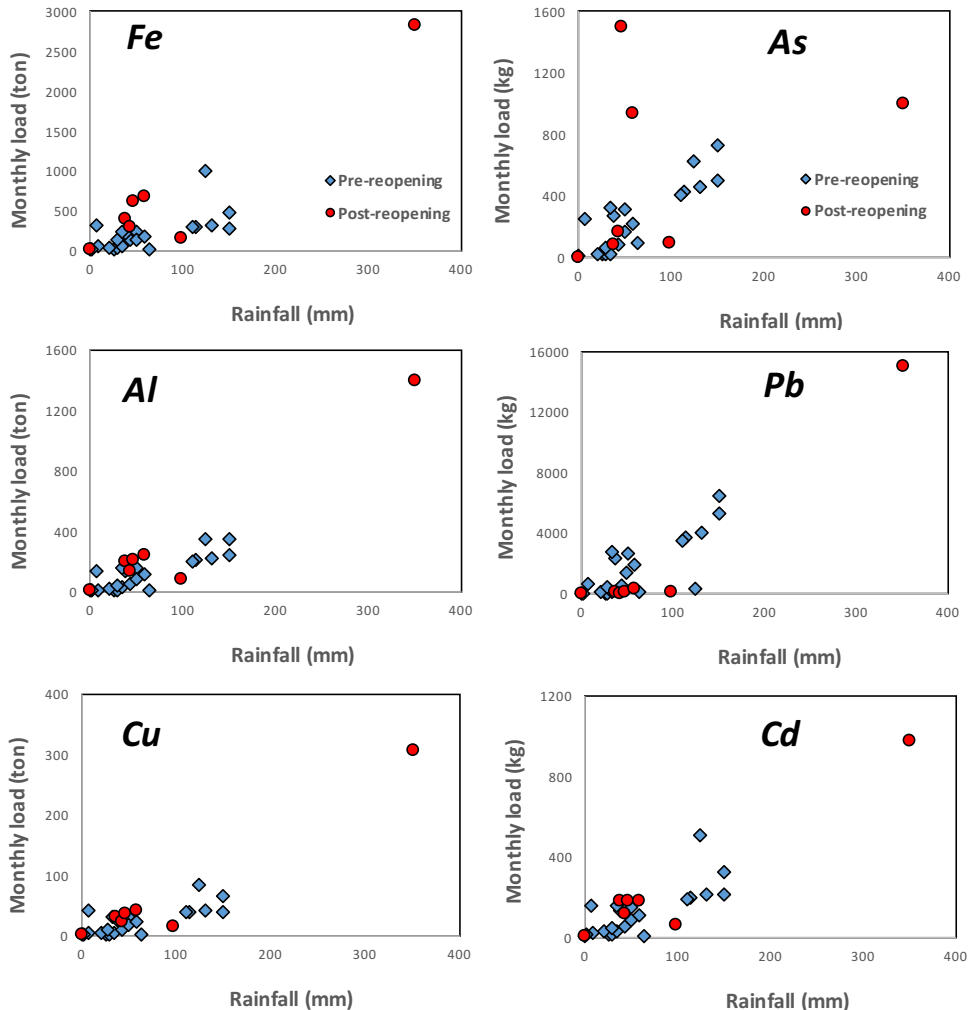 Fe
Monthly load (ton)
3000
2500
2000
1500
1000
500
0
Pre-reopening
Post-reopening
0 100 200 300 400
Rainfall (mm)
As
Monthly load (kg)
1600
1200
800
400
0
Pre-reopening
Post-reopening
0 100 200 300 400
Rainfall (mm)
Al
Monthly load (ton)
1600
1200
800
400
0
0 100 200 300 400
Rainfall (mm)
Pb
Monthly load (kg)
16000
12000
8000
4000
0
0 100 200 300 400
Rainfall (mm)
Cu
Monthly load (ton)
400
300
200
100
0
0 100 200 300 400
Rainfall (mm)
Cd
Monthly load (kg)
1200
800
400
0
0 100 200 300 400
Rainfall (mm)